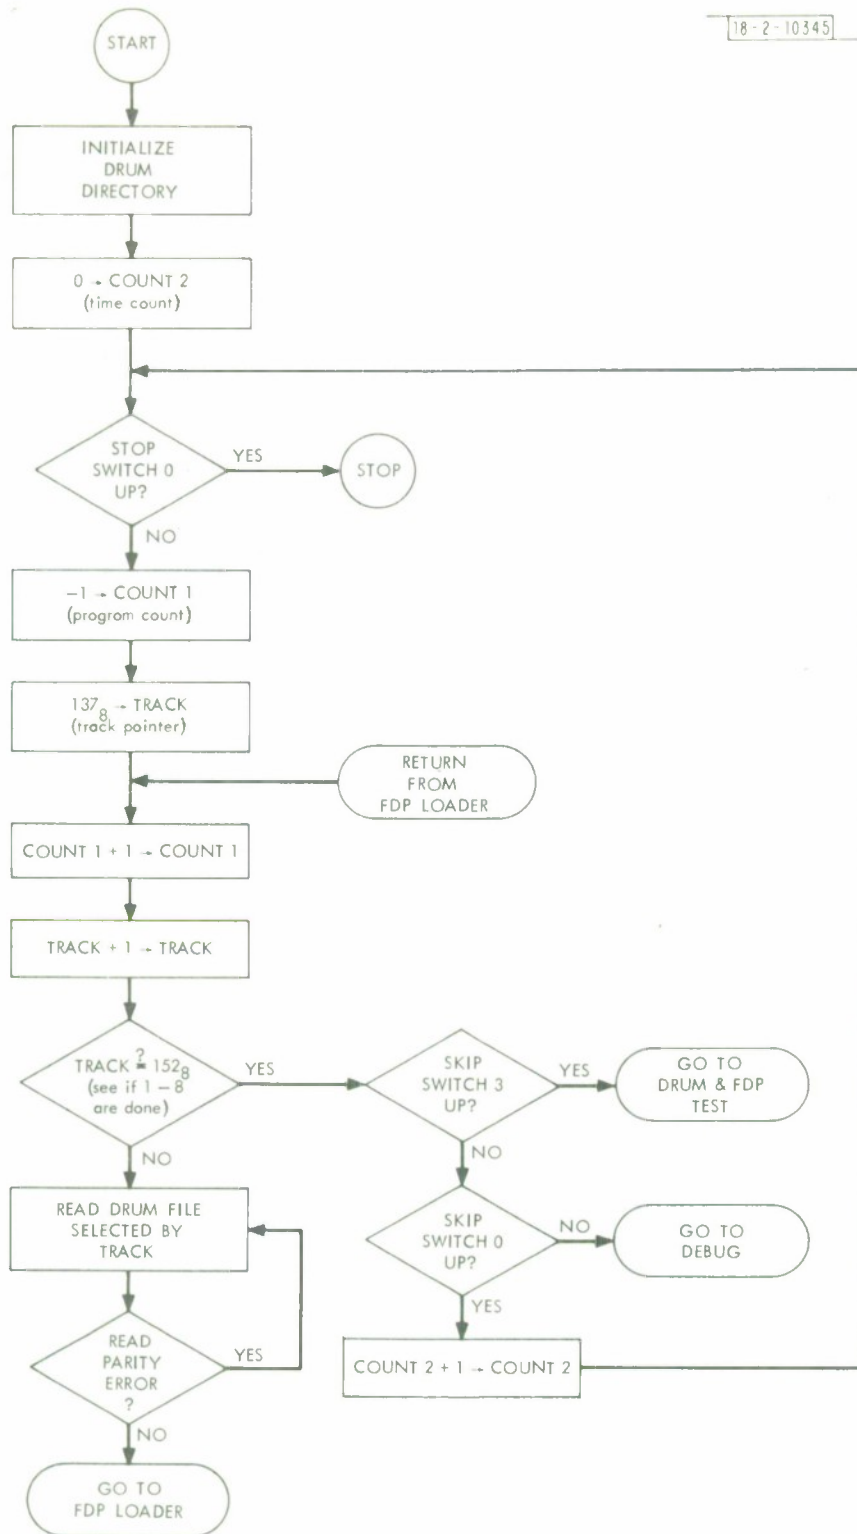 18-2-10345
START
INITIALIZE
DRUM
DIRECTORY
0 → COUNT 2
(time count)
STOP
SWITCH 0
UP?
YES
STOP
NO
−1 → COUNT 1
(progrom count)
137₈ → TRACK
(track pointer)
RETURN
FROM
FDP LOADER
COUNT 1 + 1 → COUNT 1
TRACK + 1 → TRACK
TRACK ≟ 152₈
(see if 1 – 8
are done)
YES
SKIP
SWITCH 3
UP?
YES
GO TO
DRUM & FDP
TEST
NO
NO
READ DRUM FILE
SELECTED BY
TRACK
SKIP
SWITCH 0
UP?
NO
GO TO
DEBUG
YES
READ
PARITY
ERROR
?
YES
COUNT 2 + 1 → COUNT 2
NO
GO TO
FDP LOADER